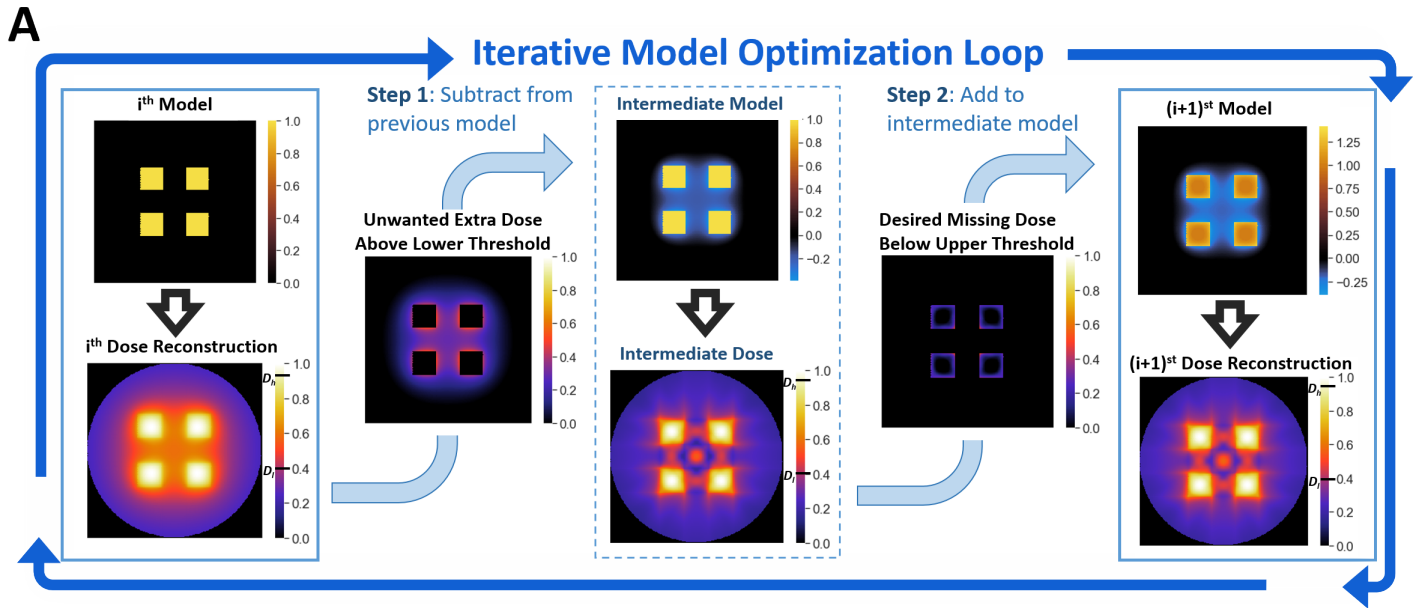 A
Iterative Model Optimization Loop
ith Model
1.0
0.8
0.6
0.4
0.2
0.0
ith Dose Reconstruction
1.0
Dh
0.8
0.6
0.4
Dl
0.2
0.0
Step 1: Subtract from
previous model
Unwanted Extra Dose
Above Lower Threshold
1.0
0.8
0.6
0.4
0.2
0.0
Intermediate Model
1.0
0.8
0.6
0.4
0.2
0.0
−0.2
Intermediate Dose
1.0
Dh
0.8
0.6
0.4
Dl
0.2
0.0
Step 2: Add to
intermediate model
Desired Missing Dose
Below Upper Threshold
1.0
0.8
0.6
0.4
0.2
0.0
(i+1)st Model
1.25
1.00
0.75
0.50
0.25
0.00
−0.25
(i+1)st Dose Reconstruction
1.0
Dh
0.8
0.6
0.4
Dl
0.2
0.0